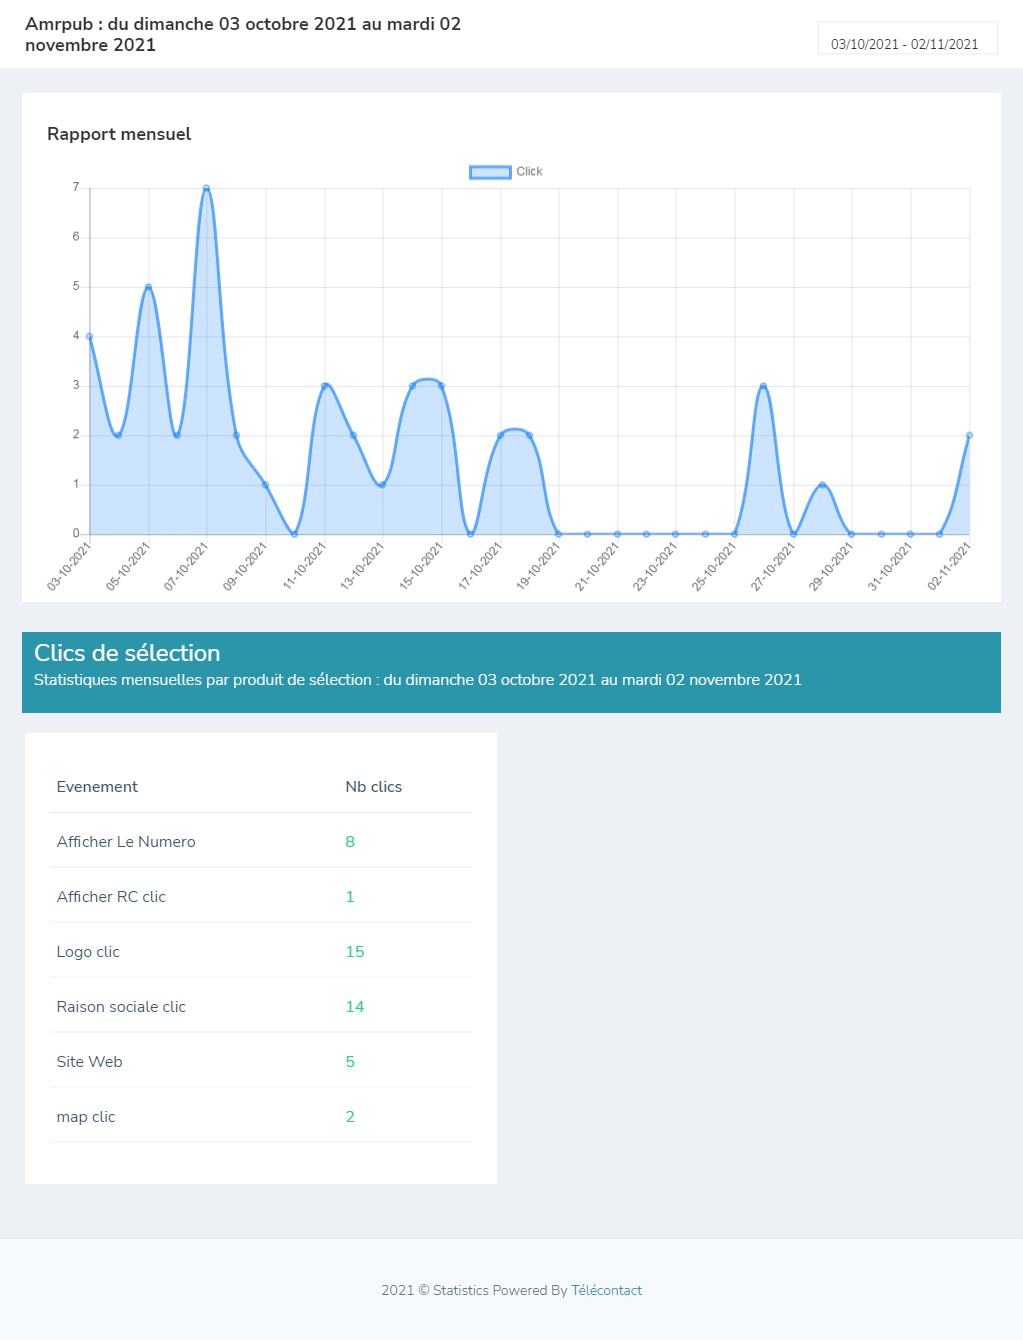 Amrpub : du dimanche 03 octobre 2021 au mardi 02
novembre 2021
03/10/2021 - 02/11/2021
Rapport mensuel
Click
7
6
5
4
3
2
1
0
03-10-2021
05-10-2021
07-10-2021
09-10-2021
11-10-2021
13-10-2021
15-10-2021
17-10-2021
19-10-2021
21-10-2021
23-10-2021
25-10-2021
27-10-2021
29-10-2021
31-10-2021
02-11-2021
Clics de sélection
Statistiques mensuelles par produit de sélection : du dimanche 03 octobre 2021 au mardi 02 novembre 2021
Evenement Nb clics
Afficher Le Numero 8
Afficher RC clic 1
Logo clic 15
Raison sociale clic 14
Site Web 5
map clic 2
2021 © Statistics Powered By Télécontact